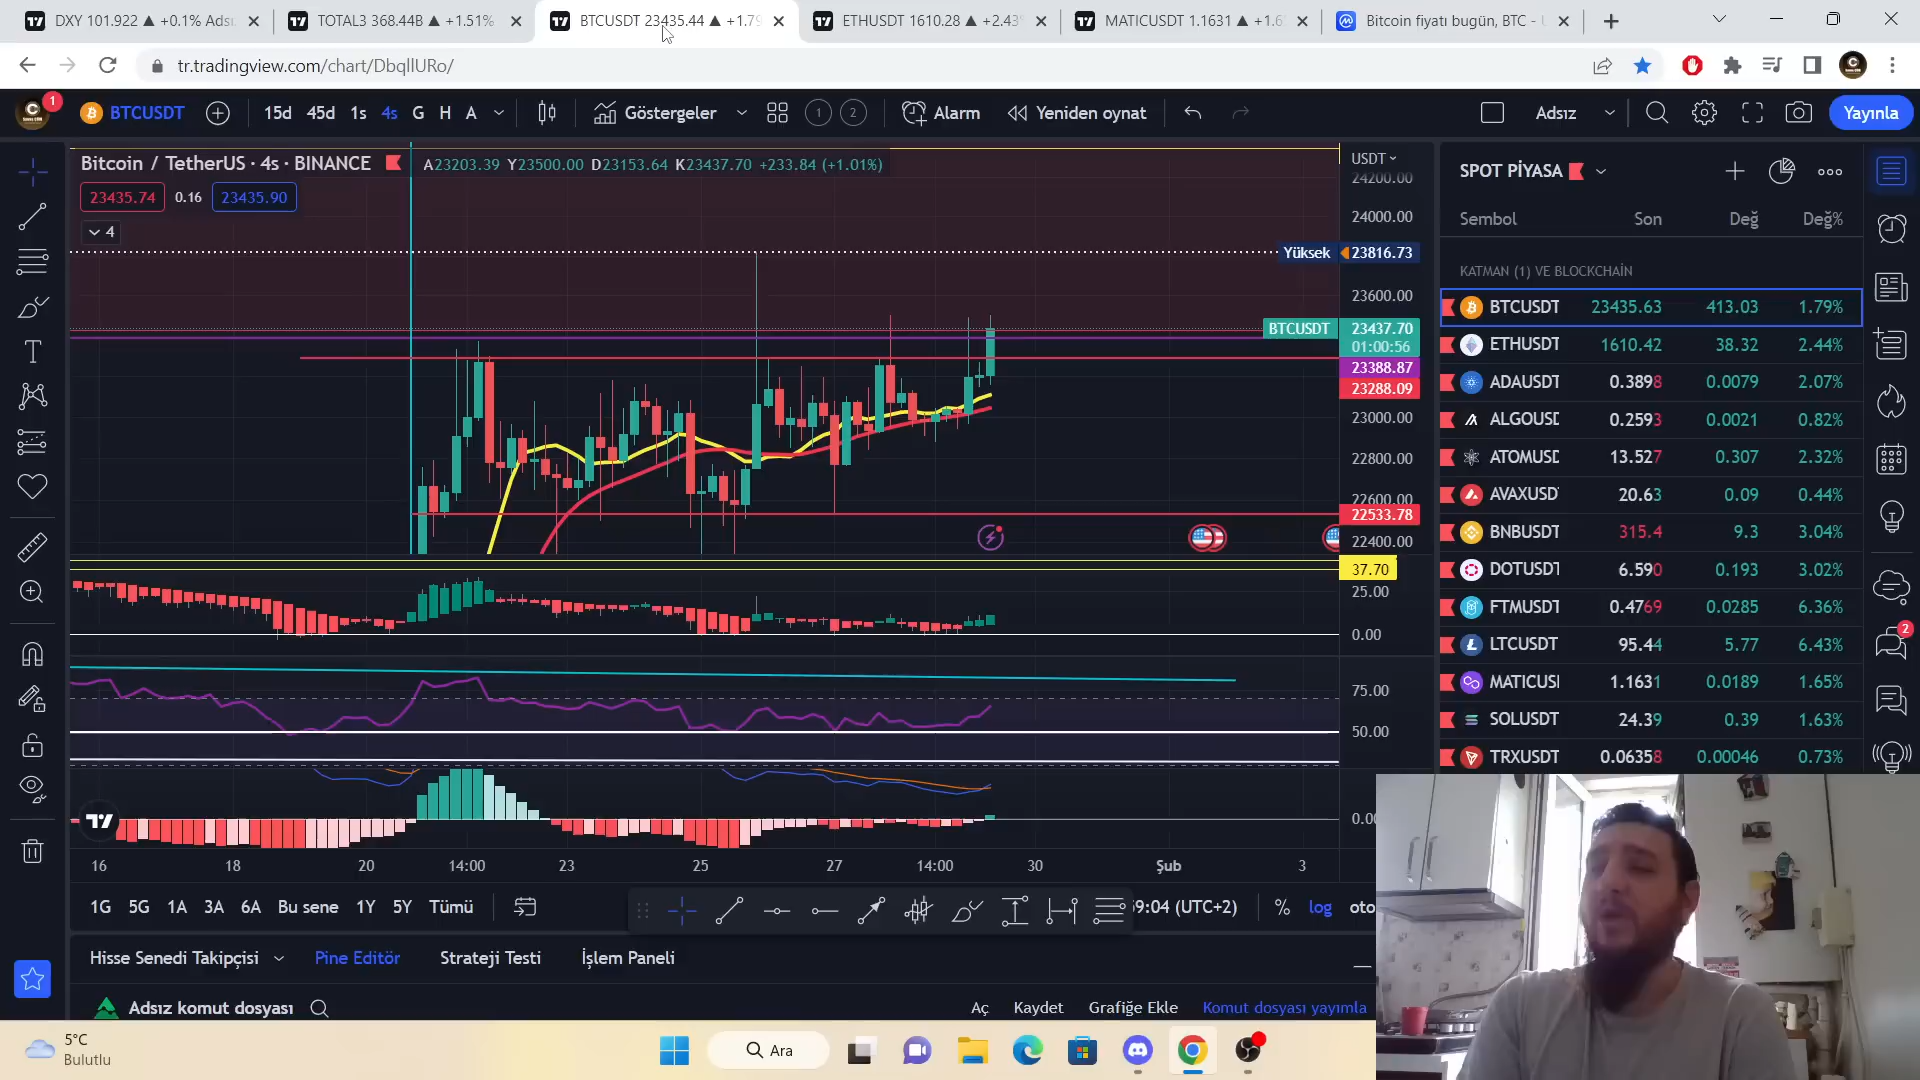 DXY 101.922 ▲ +0.1% Adsı
TOTAL3 368.44B ▲ +1.51%
BTCUSDT 23435.44 ▲ +1.79
ETHUSDT 1610.28 ▲ +2.43
MATICUSDT 1.1631 ▲ +1.6
Bitcoin fiyatı bugün, BTC -
tr.tradingview.com/chart/DbqllURo/
1
BTCUSDT
15d 45d 1s 4s G H A
Göstergeler
1 2
Alarm
Yeniden oynat
Adsız
Yayınla
Bitcoin / TetherUS · 4s · BINANCE
A23203.39 Y23500.00 D23153.64 K23437.70 +233.84 (+1.01%)
23435.74 0.16 23435.90
4
USDT
24200.00
24000.00
Yüksek 23816.73
23600.00
BTCUSDT 23437.70
01:00:56
23388.87
23288.09
23000.00
22800.00
22600.00
22533.78
22400.00
37.70
25.00
0.00
75.00
50.00
0.00
16 18 20 14:00 23 25 27 14:00 30 Şub 3
1G 5G 1A 3A 6A Bu sene 1Y 5Y Tümü
9:04 (UTC+2) % log oto
Hisse Senedi Takipçisi Pine Editör Strateji Testi İşlem Paneli
Adsız komut dosyası
Aç Kaydet Grafiğe Ekle Komut dosyası yayımla
SPOT PİYASA
Sembol Son Değ Değ%
KATMAN (1) VE BLOCKCHAİN
BTCUSDT 23435.63 413.03 1.79%
ETHUSDT 1610.42 38.32 2.44%
ADAUSDT 0.3898 0.0079 2.07%
ALGOUSD 0.2593 0.0021 0.82%
ATOMUSD 13.527 0.307 2.32%
AVAXUSD 20.63 0.09 0.44%
BNBUSDT 315.4 9.3 3.04%
DOTUSDT 6.590 0.193 3.02%
FTMUSDT 0.4769 0.0285 6.36%
LTCUSDT 95.44 5.77 6.43%
MATICUSI 1.1631 0.0189 1.65%
SOLUSDT 24.39 0.39 1.63%
TRXUSDT 0.06358 0.00046 0.73%
2
5°C
Bulutlu
Ara